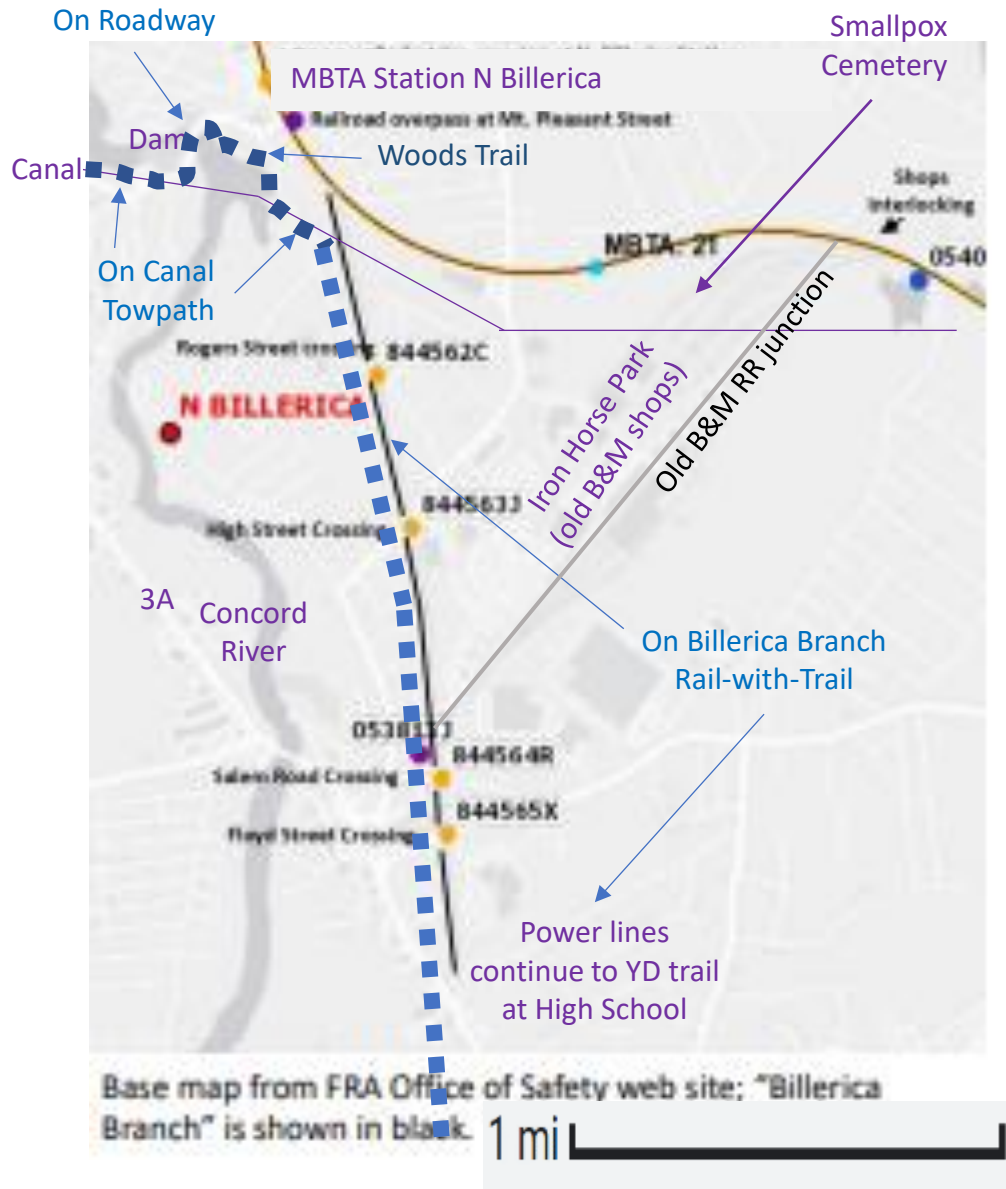 On Roadway
Smallpox
Cemetery
MBTA Station N Billerica
Railroad overpass at Mt. Pleasant Street
Dam
Woods Trail
Canal
Shops
Interlocking
MBTA: 21
0540
On Canal
Towpath
Rogers Street
844562C
N BILLERICA
Iron Horse Park
(old B&M shops)
Old B&M RR junction
844563J
High Street Crossing
3A
Concord
River
On Billerica Branch
Rail-with-Trail
844564R
Salem Road Crossing
844565X
Floyd Street Crossing
Power lines
continue to YD trail
at High School
Base map from FRA Office of Safety web site; "Billerica
Branch" is shown in black.
1 mi